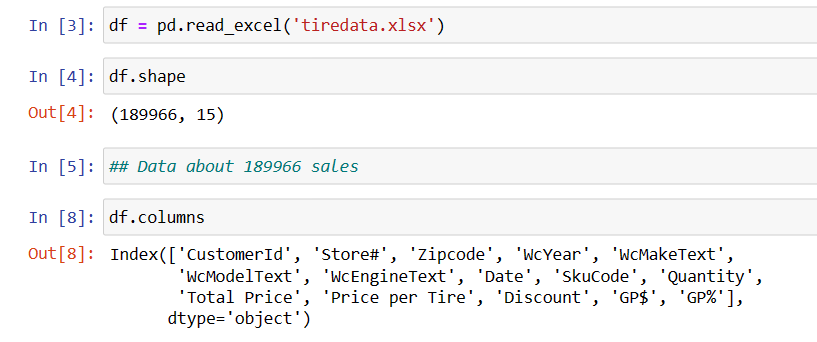 In [3]: df = pd.read_excel('tiredata.xlsx')
In [4]: df.shape
Out[4]: (189966, 15)
In [5]: ## Data about 189966 sales
In [8]: df.columns
Out[8]: Index(['CustomerId', 'Store#', 'Zipcode', 'WcYear', 'WcMakeText',
'WcModelText', 'WcEngineText', 'Date', 'SkuCode', 'Quantity',
'Total Price', 'Price per Tire', 'Discount', 'GP$', 'GP%'],
dtype='object')